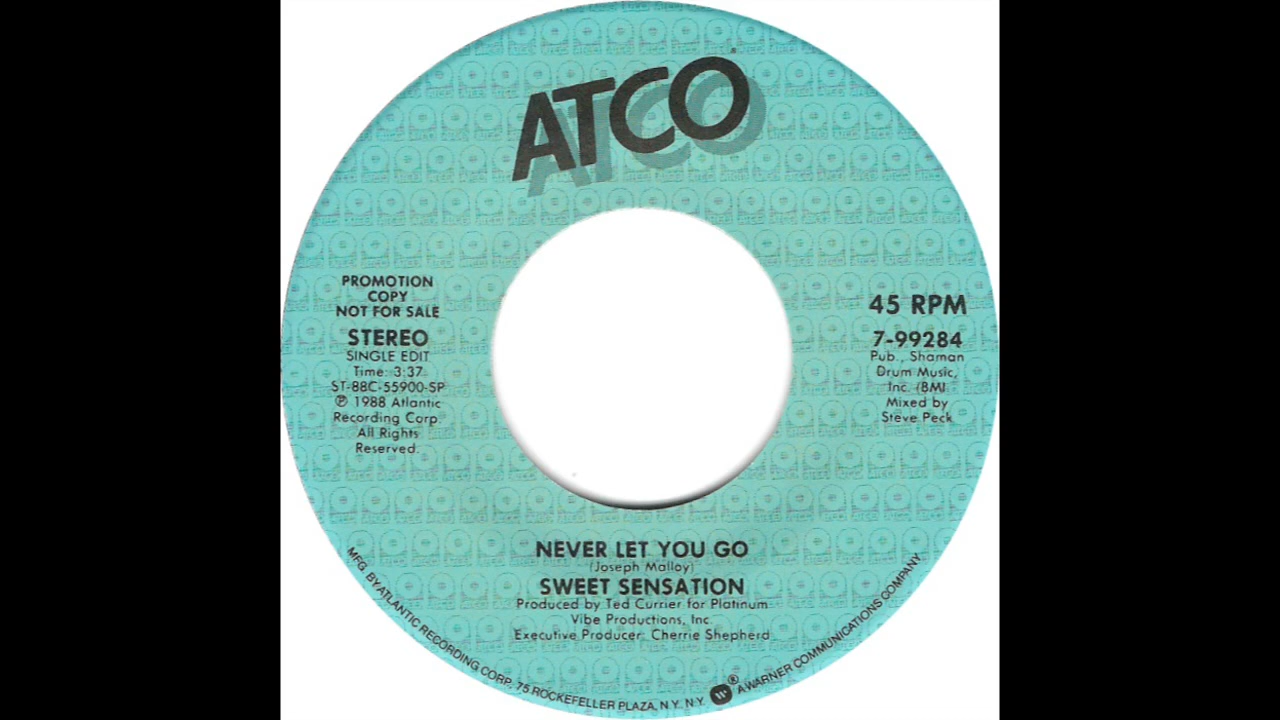 ATCO
PROMOTION
COPY
NOT FOR SALE
STEREO
SINGLE EDIT
Time: 3:37
ST-88C-55900-SP
℗ 1988 Atlantic
Recording Corp.
All Rights
Reserved.
45 RPM
7-99284
Pub., Shaman
Drum Music,
Inc. (BMI
Mixed by
Steve Peck
NEVER LET YOU GO
(Joseph Malloy)
SWEET SENSATION
Produced by Ted Currier for Platinum
Vibe Productions, Inc.
Executive Producer: Cherrie Shepherd
MFG. BY ATLANTIC RECORDING CORP., 75 ROCKEFELLER PLAZA, N.Y. N.Y. ® A WARNER COMMUNICATIONS COMPANY